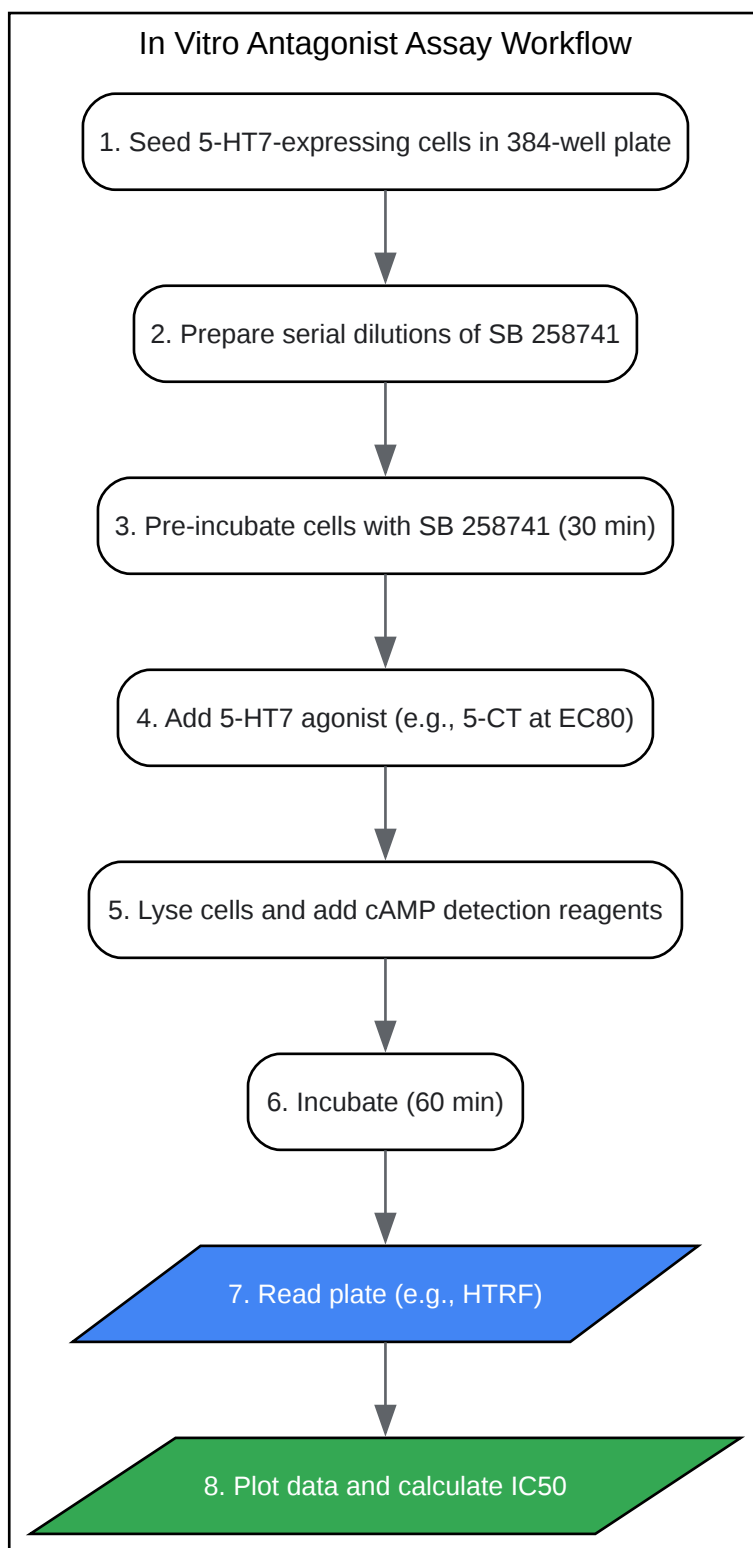 In Vitro Antagonist Assay Workflow
1. Seed 5-HT7-expressing cells in 384-well plate
2. Prepare serial dilutions of SB 258741
3. Pre-incubate cells with SB 258741 (30 min)
4. Add 5-HT7 agonist (e.g., 5-CT at EC80)
5. Lyse cells and add cAMP detection reagents
6. Incubate (60 min)
7. Read plate (e.g., HTRF)
8. Plot data and calculate IC50